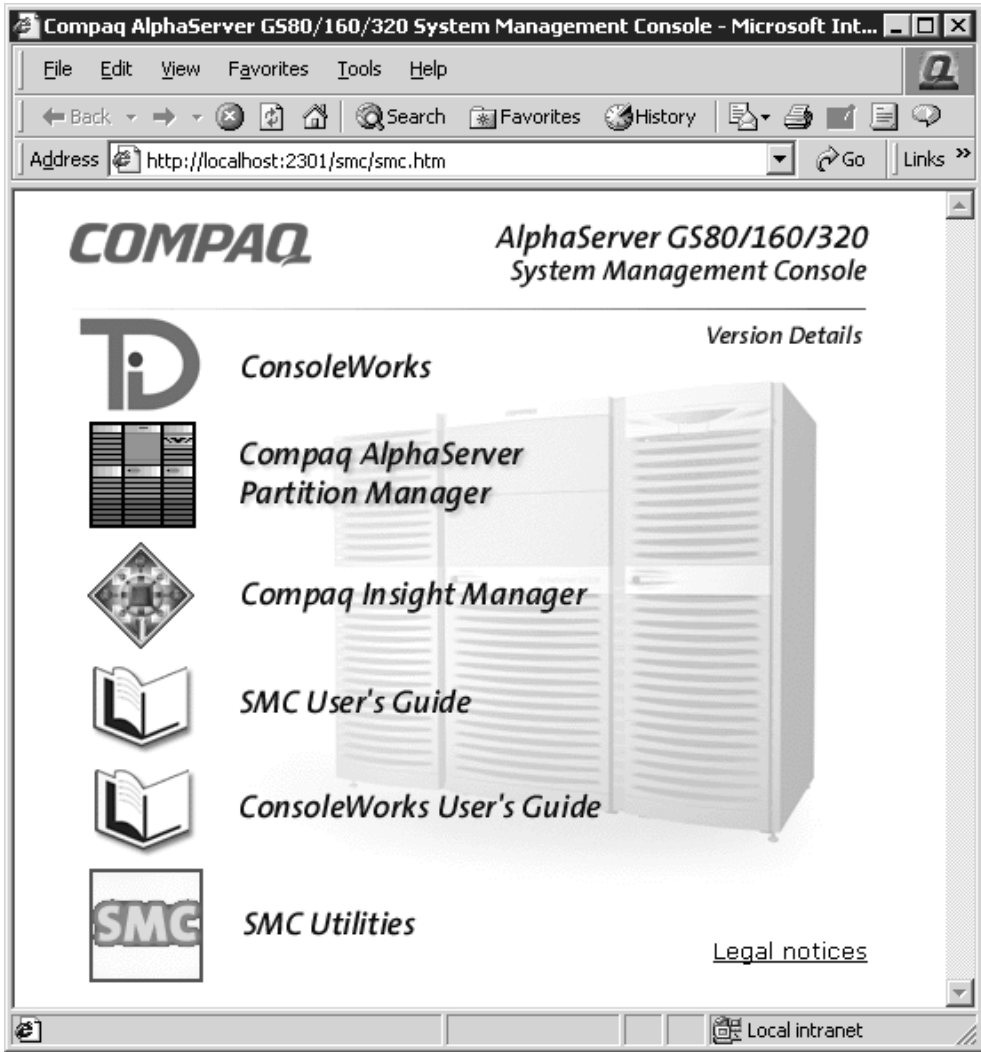 Compaq AlphaServer GS80/160/320 System Management Console - Microsoft Int...
File Edit View Favorites Tools Help
Back Search Favorites History
Address http://localhost:2301/smc/smc.htm Go Links »
COMPAQ
AlphaServer GS80/160/320
System Management Console
Version Details
TiD
ConsoleWorks
Compaq AlphaServer
Partition Manager
Compaq Insight Manager
SMC User's Guide
ConsoleWorks User's Guide
SMC
SMC Utilities
Legal notices
Local intranet